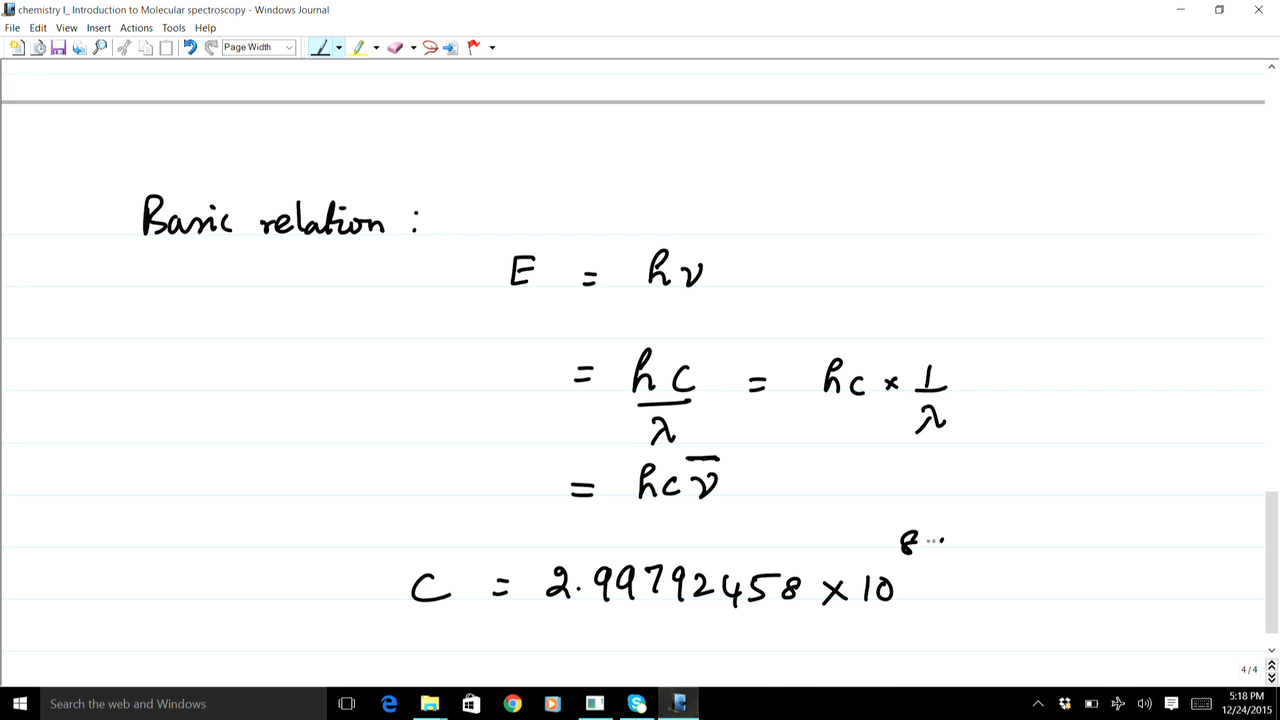 chemistry I_ Introduction to Molecular spectroscopy - Windows Journal
File Edit View Insert Actions Tools Help
Page Width
Basic relation :
E = hν
= hc/λ = hc × 1/λ
= hcν̅
C = 2.99792458 × 10^8 ...
4 / 4
Search the web and Windows
5:18 PM
12/24/2015